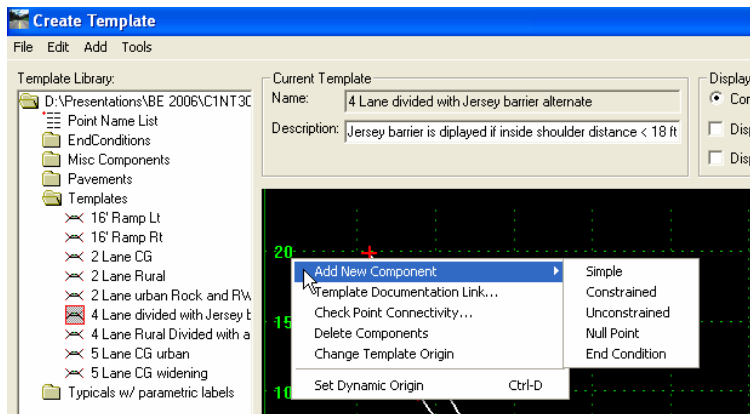 Create Template
File Edit Add Tools
Template Library:
D:\Presentations\BE 2006\C1NT3C
Point Name List
EndConditions
Misc Components
Pavements
Templates
16' Ramp Lt
16' Ramp Rt
2 Lane CG
2 Lane Rural
2 Lane urban Rock and R\
4 Lane divided with Jersey b
4 Lane Rural Divided with a
5 Lane CG urban
5 Lane CG widening
Typicals w/ parametric labels
Current Template
Name: 4 Lane divided with Jersey barrier alternate
Description: Jersey barrier is diplayed if inside shoulder distance < 18 ft
Display
Cor
Disp
Disp
20
15
10
Add New Component
Template Documentation Link...
Check Point Connectivity...
Delete Components
Change Template Origin
Set Dynamic Origin Ctrl-D
Simple
Constrained
Unconstrained
Null Point
End Condition